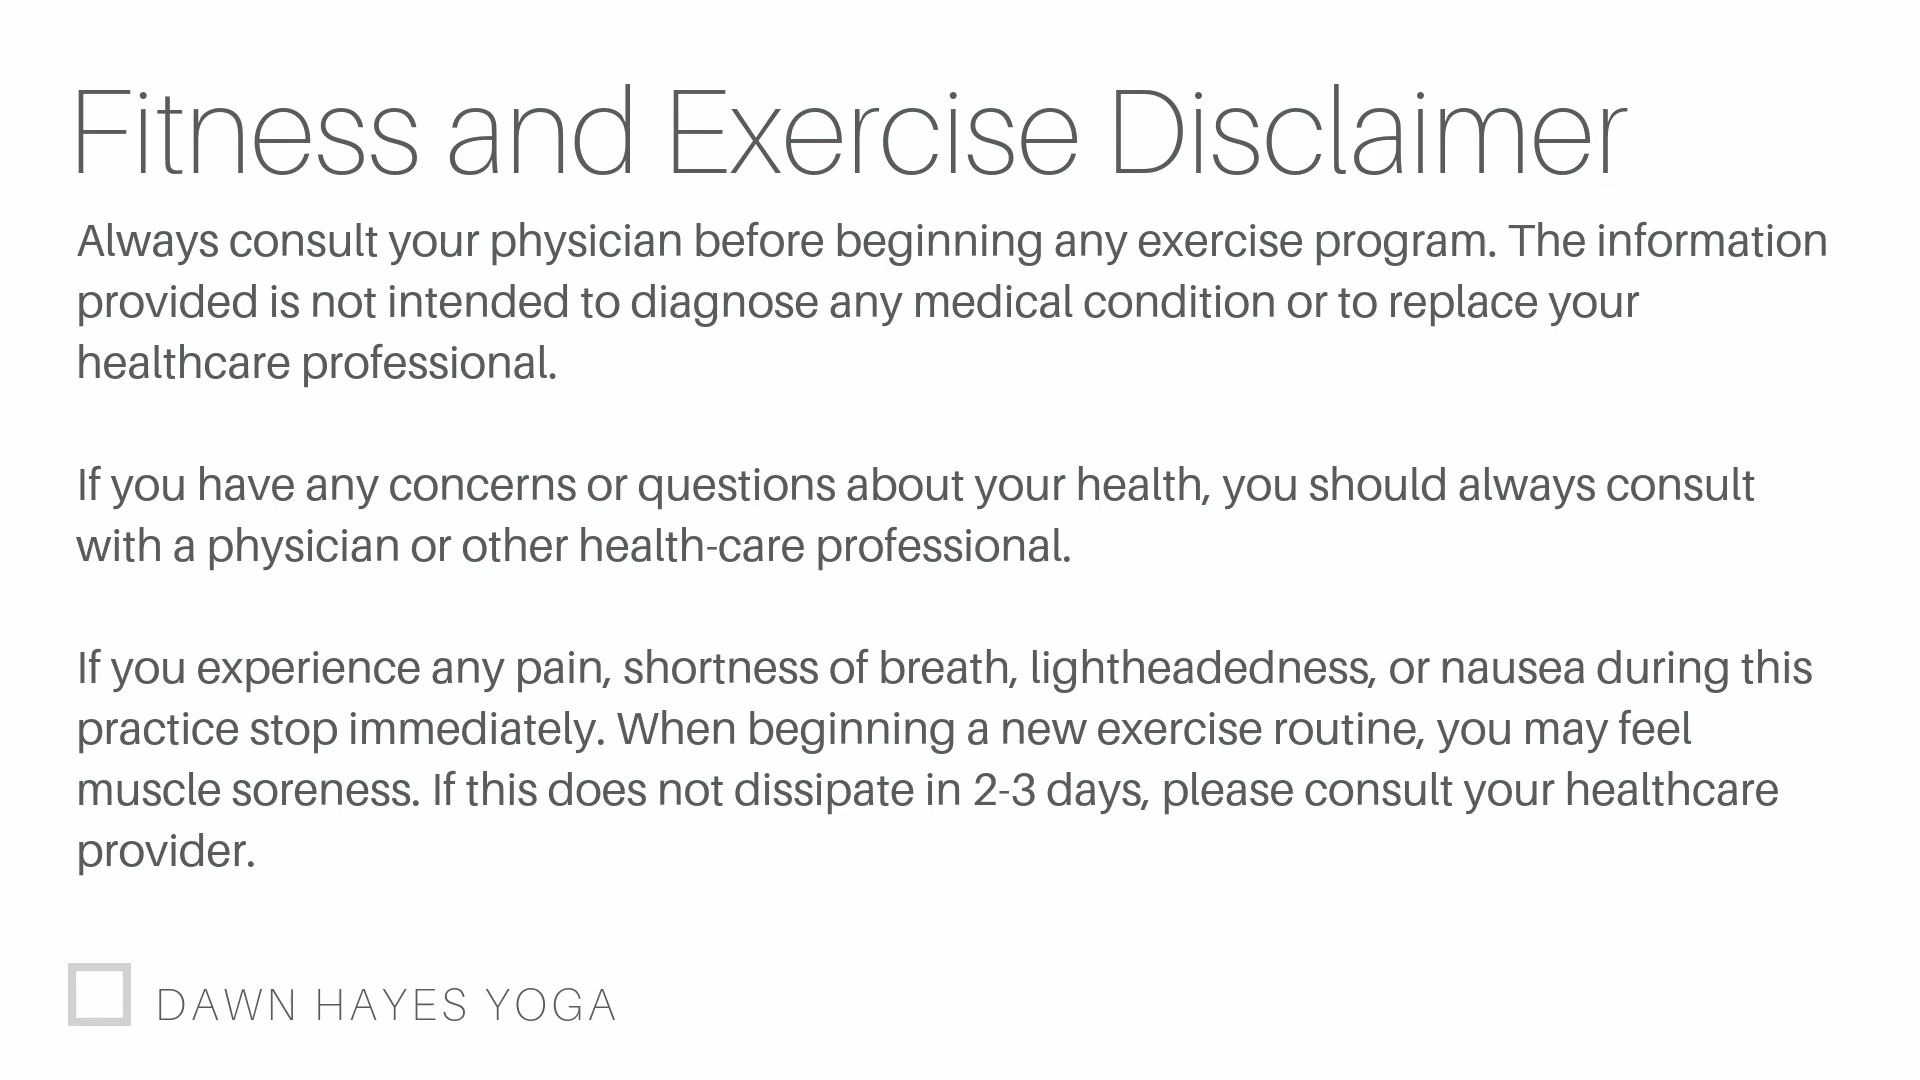 Fitness and Exercise Disclaimer
Always consult your physician before beginning any exercise program. The information
provided is not intended to diagnose any medical condition or to replace your
healthcare professional.
If you have any concerns or questions about your health, you should always consult
with a physician or other health-care professional.
If you experience any pain, shortness of breath, lightheadedness, or nausea during this
practice stop immediately. When beginning a new exercise routine, you may feel
muscle soreness. If this does not dissipate in 2-3 days, please consult your healthcare
provider.
DAWN HAYES YOGA